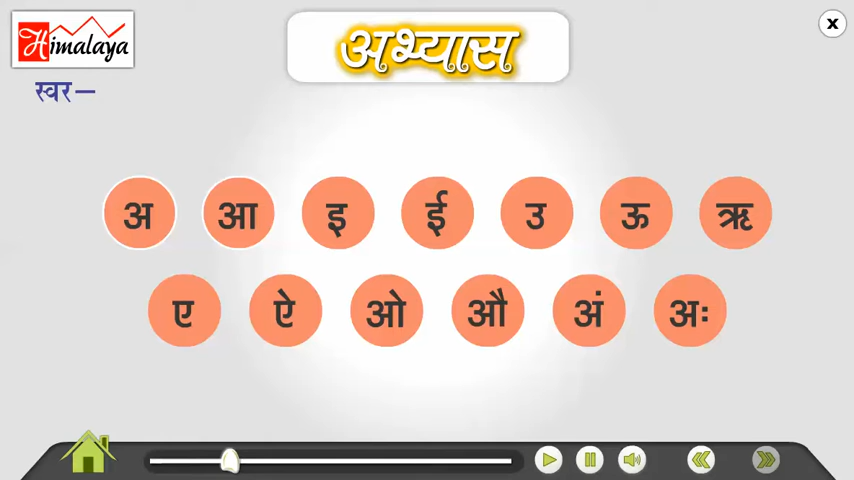 Himalaya
अभ्यास
x
स्वर–
अ आ इ ई उ ऊ ऋ
ए ऐ ओ औ अं अः